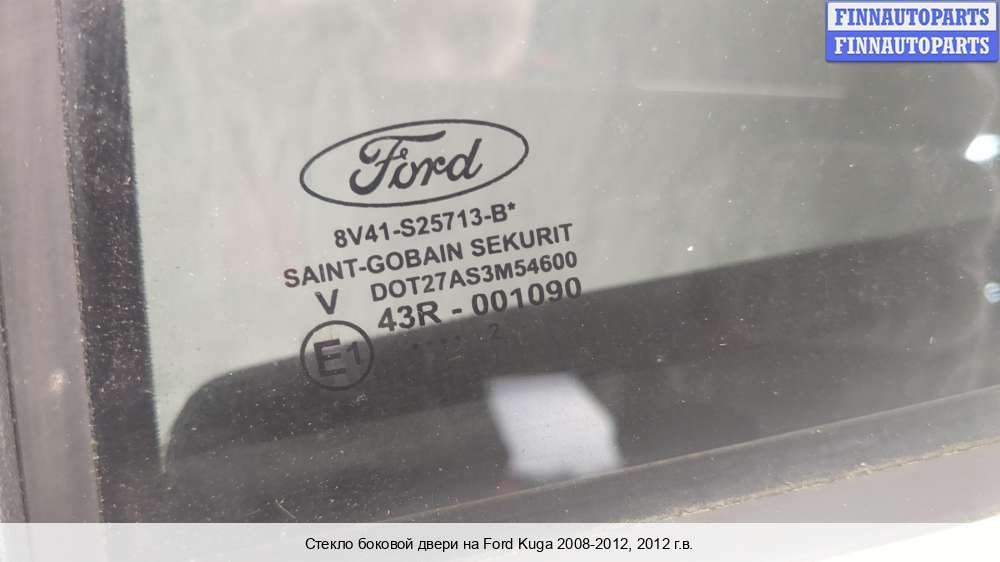 FINNAUTOPARTS
FINNAUTOPARTS
Ford
8V41-S25713-B*
SAINT-GOBAIN SEKURIT
DOT27AS3M54600
V
43R - 001090
E1
.... 2
Стекло боковой двери на Ford Kuga 2008-2012, 2012 г.в.